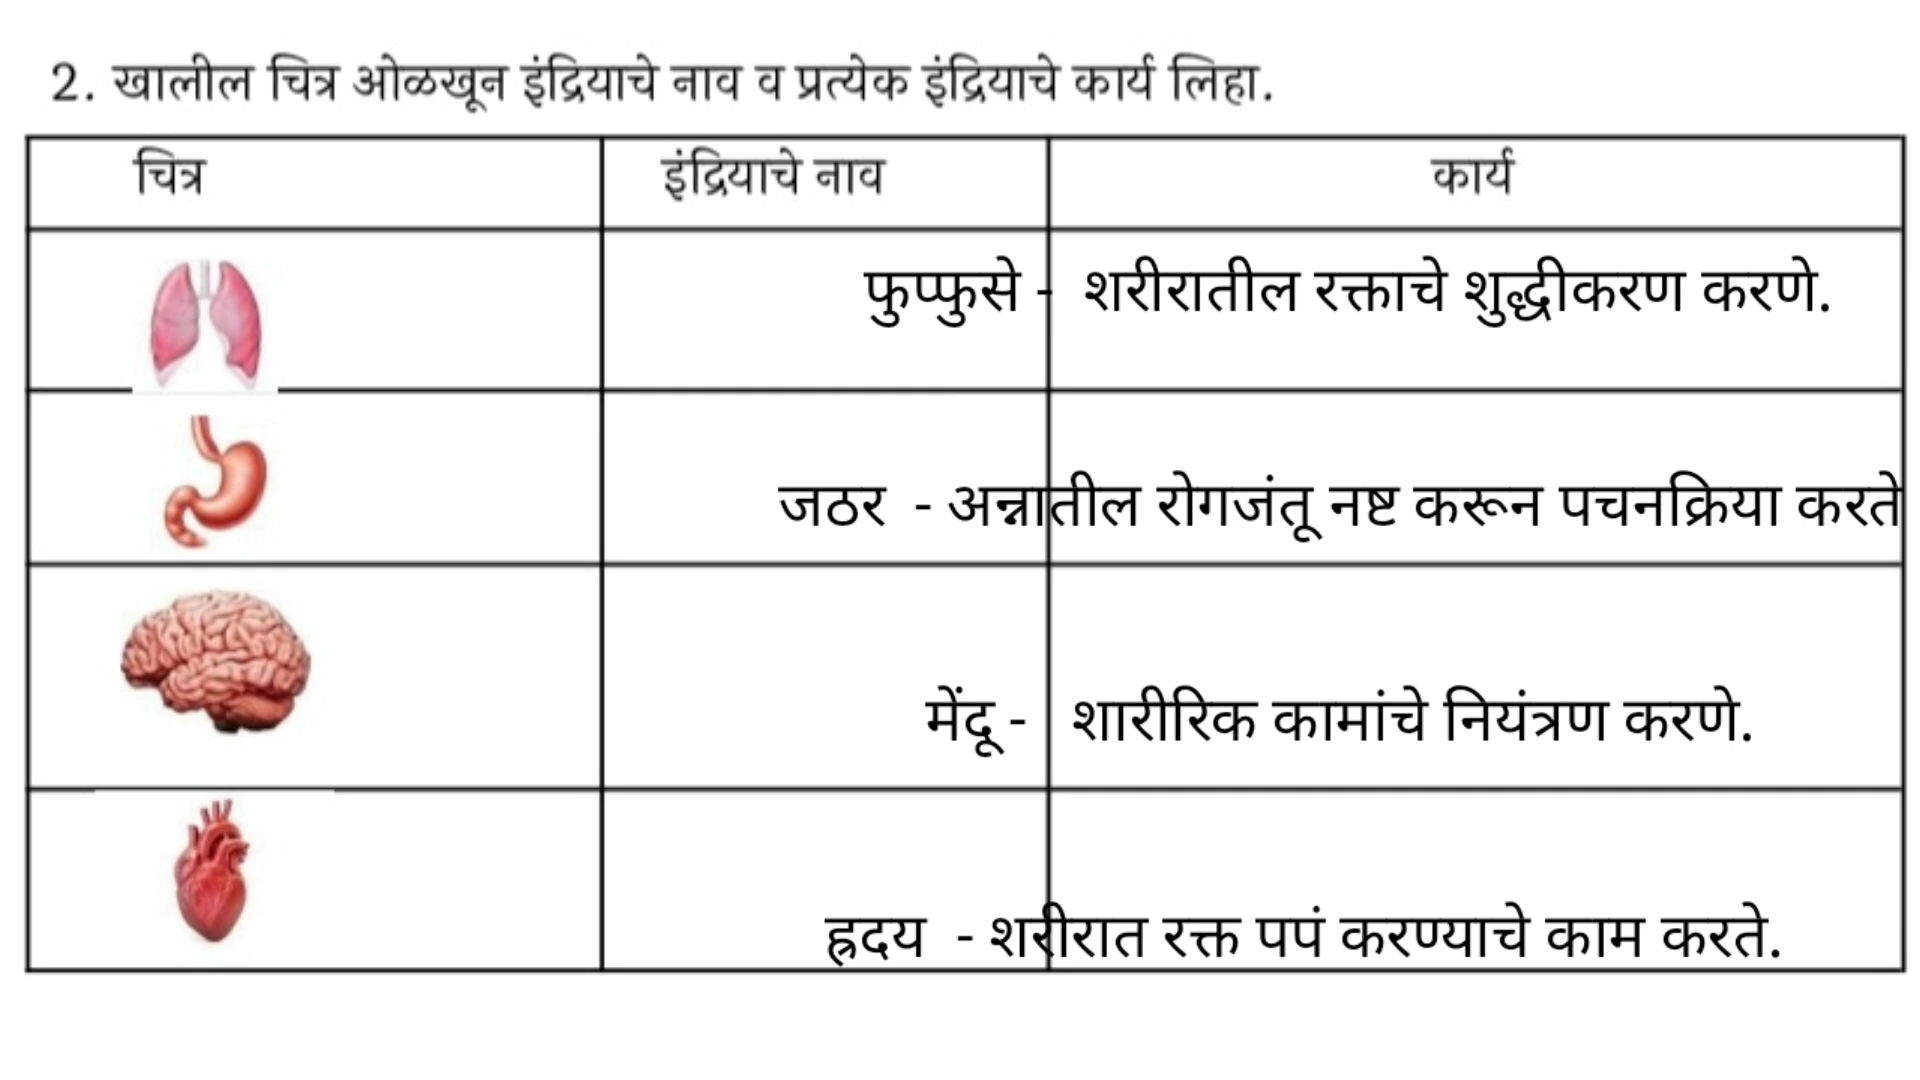 2. खालील चित्र ओळखून इंद्रियाचे नाव व प्रत्येक इंद्रियाचे कार्य लिहा.
चित्र इंद्रियाचे नाव कार्य
फुप्फुसे - शरीरातील रक्ताचे शुद्धीकरण करणे.
जठर - अन्नातील रोगजंतू नष्ट करून पचनक्रिया करते
मेंदू - शारीरिक कामांचे नियंत्रण करणे.
ह्रदय - शरीरात रक्त पपं करण्याचे काम करते.